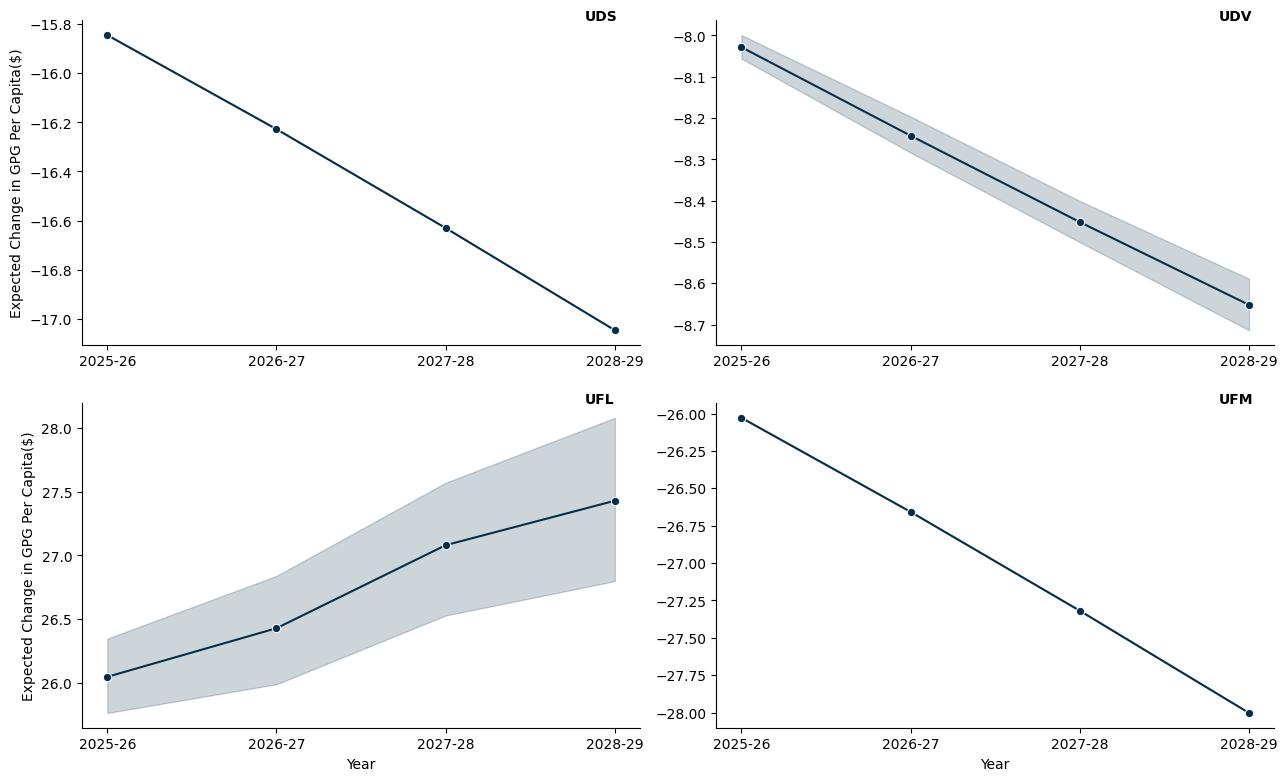 UDS
Expected Change in GPG Per Capita($)
−15.8
−16.0
−16.2
−16.4
−16.6
−16.8
−17.0
2025-26 2026-27 2027-28 2028-29
UDV
−8.0
−8.1
−8.2
−8.3
−8.4
−8.5
−8.6
−8.7
2025-26 2026-27 2027-28 2028-29
UFL
Expected Change in GPG Per Capita($)
28.0
27.5
27.0
26.5
26.0
2025-26 2026-27 2027-28 2028-29
Year
UFM
−26.00
−26.25
−26.50
−26.75
−27.00
−27.25
−27.50
−27.75
−28.00
2025-26 2026-27 2027-28 2028-29
Year